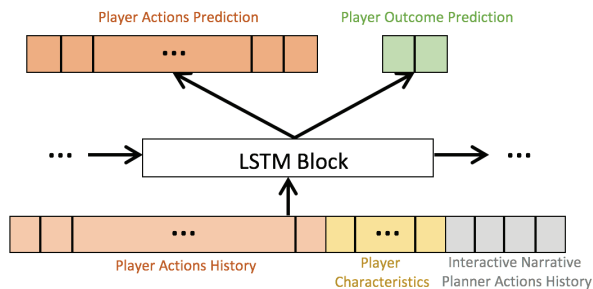 Player Actions Prediction
Player Outcome Prediction
...
... LSTM Block ...
... ...
Player Actions History
Player
Characteristics
Interactive Narrative
Planner Actions History